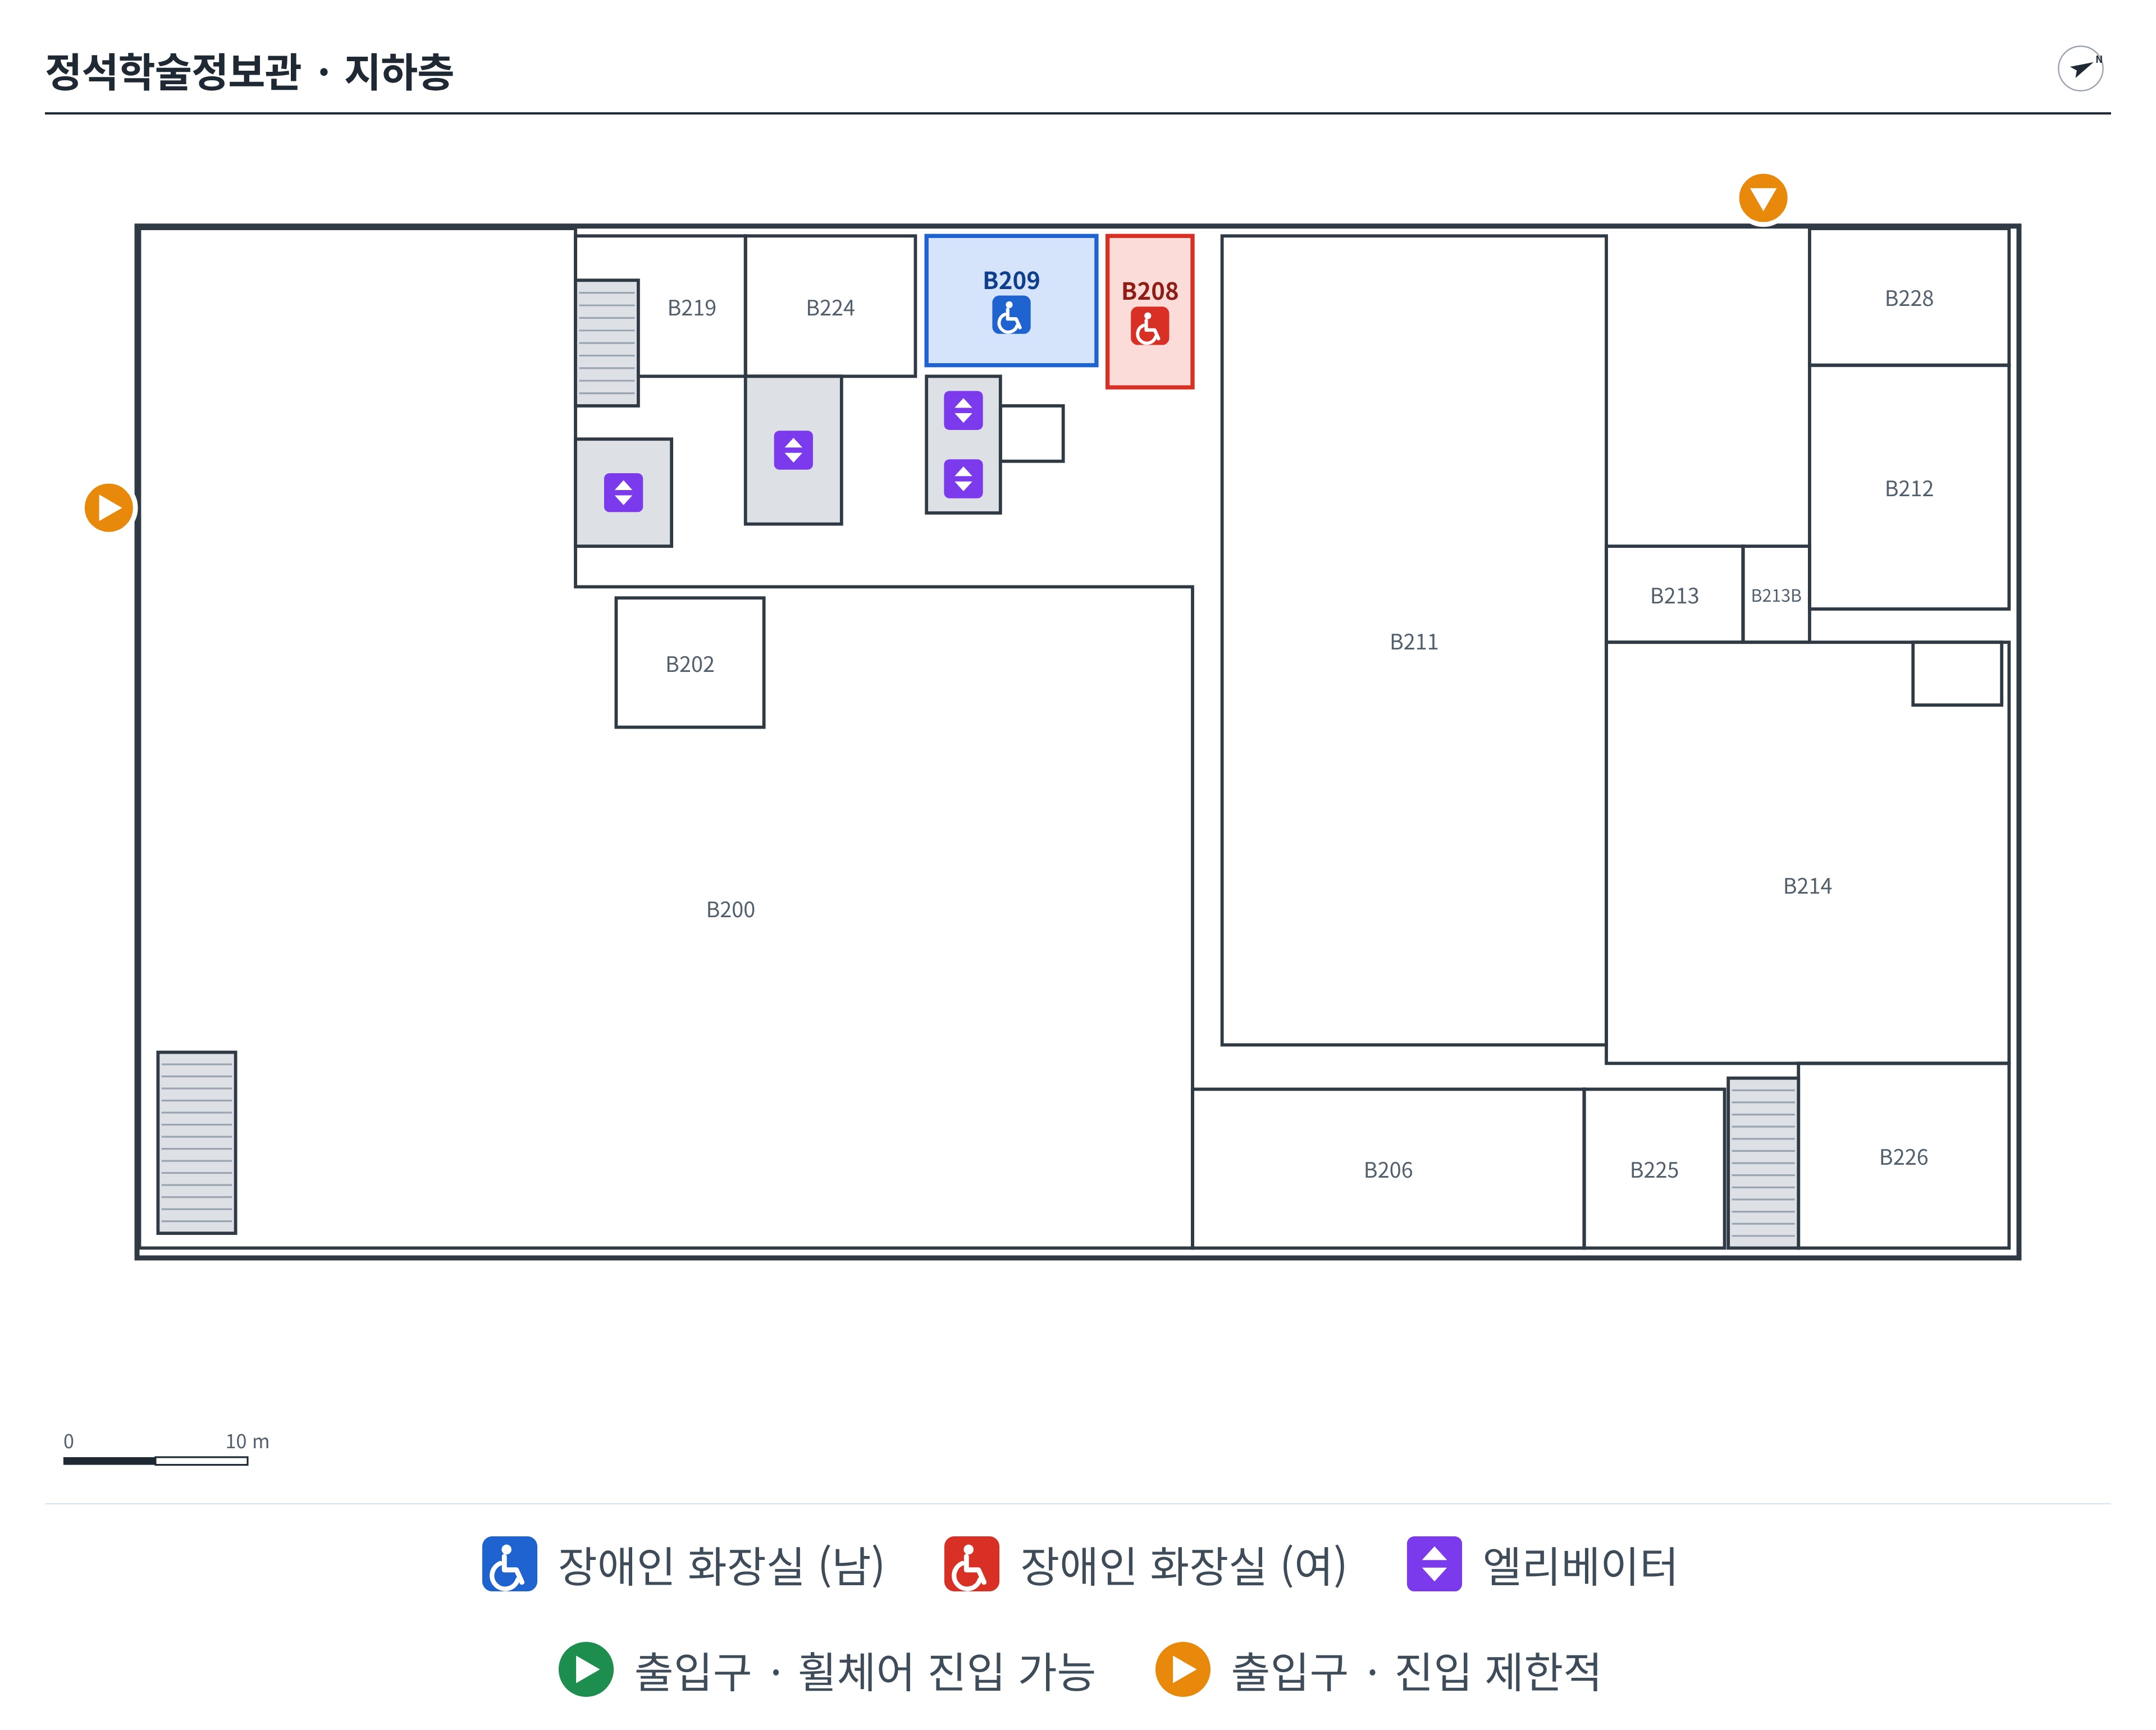 정석학술정보관 · 지하층
N
B219
B224
B209
B208
B228
B212
B213
B213B
B202
B211
B214
B200
B206
B225
B226
0
10 m
장애인 화장실 (남)
장애인 화장실 (여)
엘리베이터
출입구 · 휠체어 진입 가능
출입구 · 진입 제한적